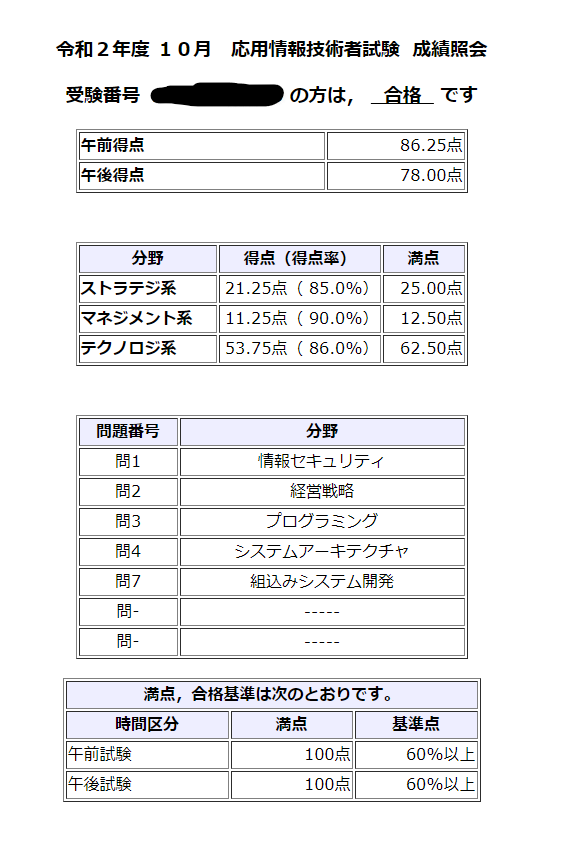 令和２年度 １０月　応用情報技術者試験 成績照会
受験番号 の方は， 合格 です
午前得点 86.25点
午後得点 78.00点
分野 得点（得点率） 満点
ストラテジ系 21.25点（ 85.0%） 25.00点
マネジメント系 11.25点（ 90.0%） 12.50点
テクノロジ系 53.75点（ 86.0%） 62.50点
問題番号 分野
問1 情報セキュリティ
問2 経営戦略
問3 プログラミング
問4 システムアーキテクチャ
問7 組込みシステム開発
問- -----
問- -----
満点，合格基準は次のとおりです。
時間区分 満点 基準点
午前試験 100点 60%以上
午後試験 100点 60%以上